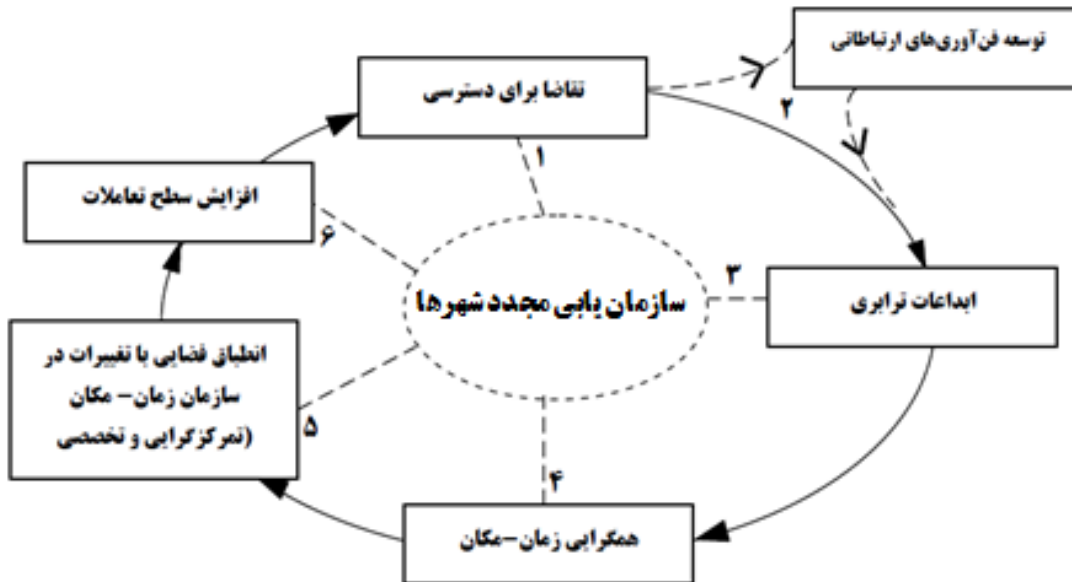 توسعه فن‌آوری‌های ارتباطاتی
تقاضا برای دسترسی
۲
۱
افزایش سطح تعاملات
۶
سازمان یابی مجدد شهرها
۳
ابداعات ترابری
انطباق فضایی با تغییرات در
سازمان زمان- مکان
(تمرکزگرایی و تخصصی
۵
۴
همگرایی زمان-مکان